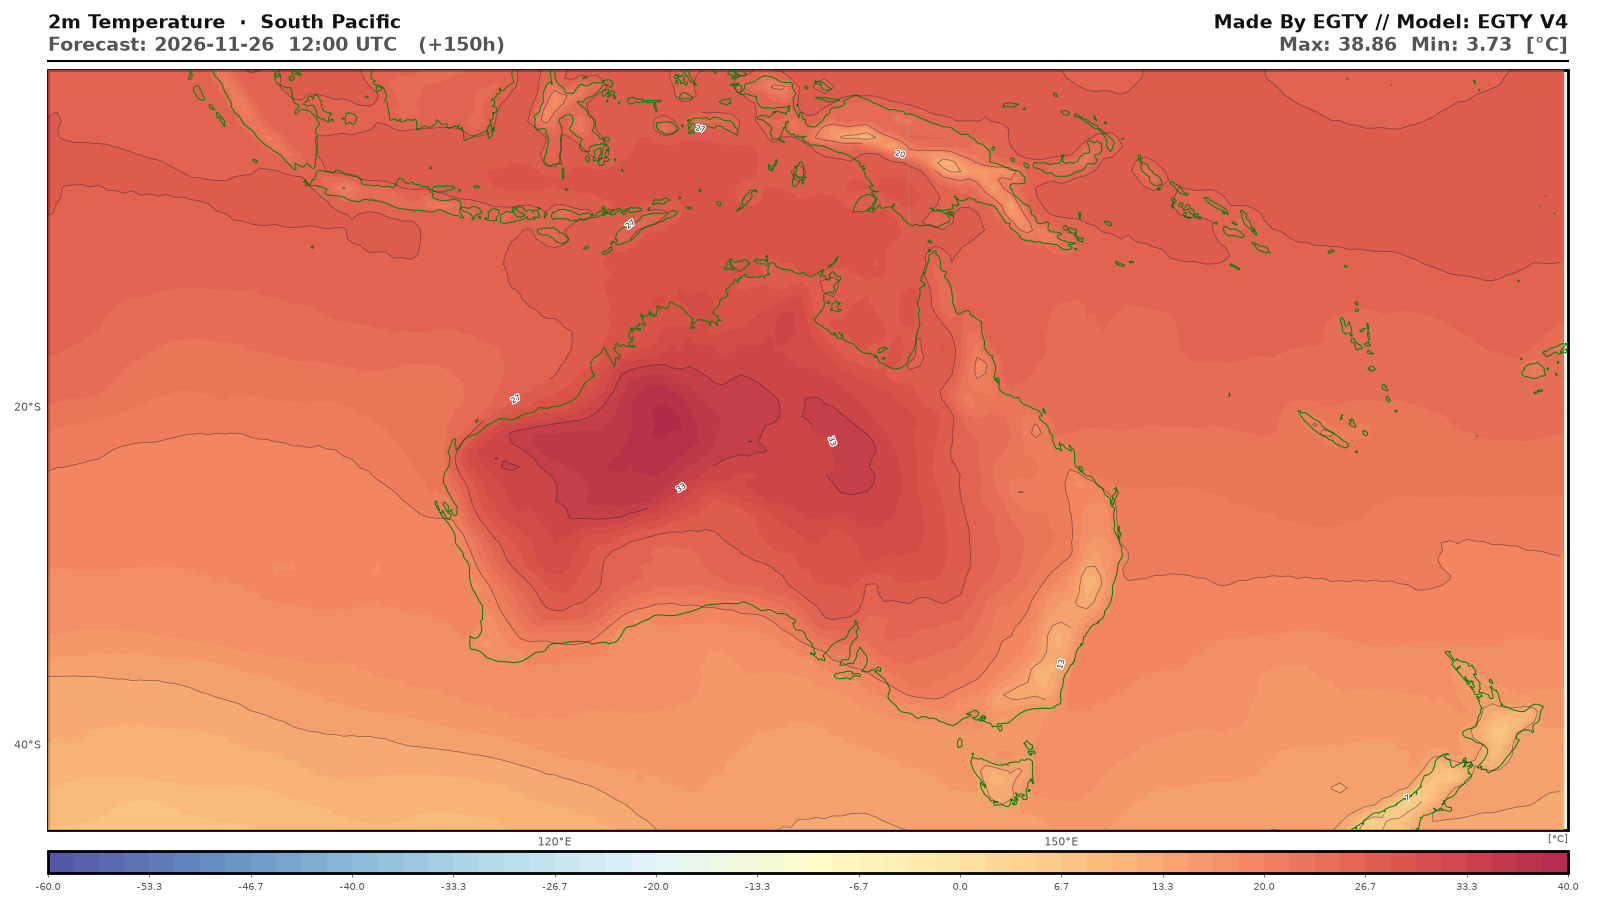 2m Temperature · South Pacific
Made By EGTY // Model: EGTY V4
Forecast: 2026-11-26 12:00 UTC (+150h)
Max: 38.86 Min: 3.73 [°C]
27
20
27
20°S
27
33
33
13
40°S
7
120°E
150°E
[°C]
-60.0
-53.3
-46.7
-40.0
-33.3
-26.7
-20.0
-13.3
-6.7
0.0
6.7
13.3
20.0
26.7
33.3
40.0